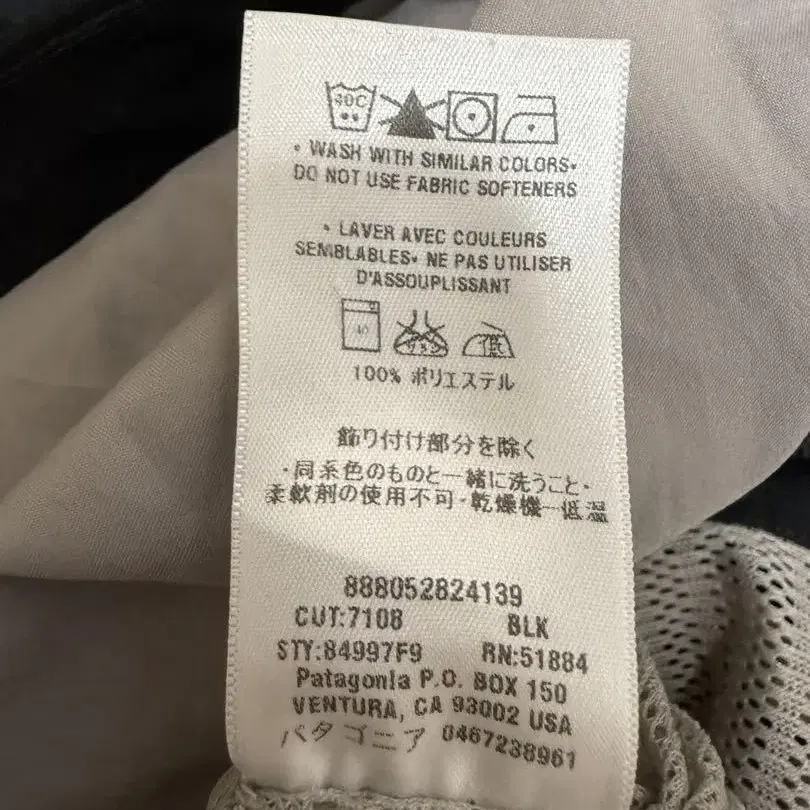 40C
• WASH WITH SIMILAR COLORS•
DO NOT USE FABRIC SOFTENERS
• LAVER AVEC COULEURS
SEMBLABLES• NE PAS UTILISER
D'ASSOUPLISSANT
40
低
100% ポリエステル
飾り付け部分を除く
・同系色のものと一緒に洗うこと・
柔軟剤の使用不可・乾燥機－低温
888052824139
CUT:7108 BLK
STY:84997F9 RN:51884
Patagonia P.O. BOX 150
VENTURA, CA 93002 USA
パタゴニア 0467238961